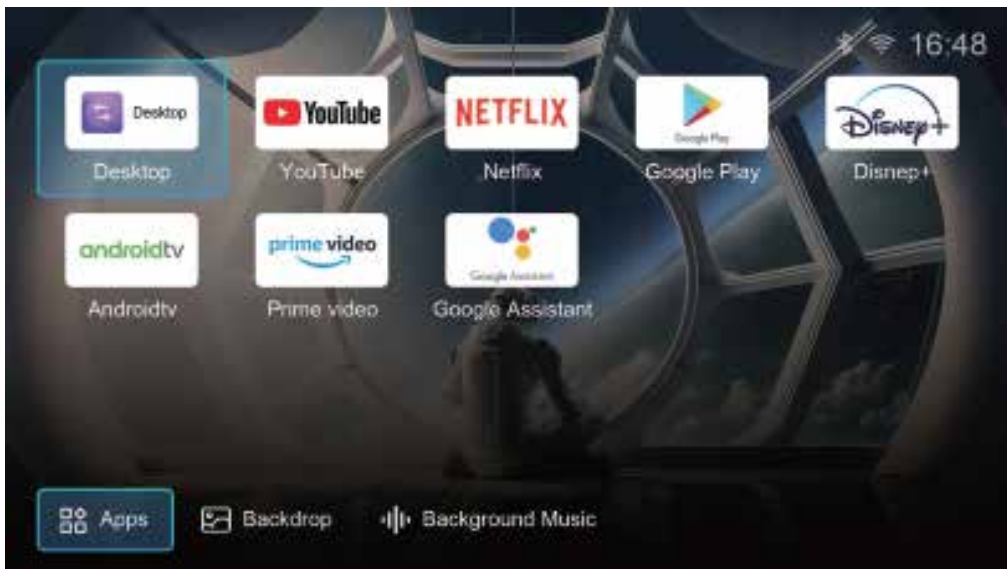 16:48
Desktop
YouTube
NETFLIX
Google Play
Disnep+
Desktop
YouTube
Netflix
Google Play
Disnep+
androidtv
prime video
Google Assistant
Androidtv
Prime video
Google Assistant
Apps
Backdrop
Background Music